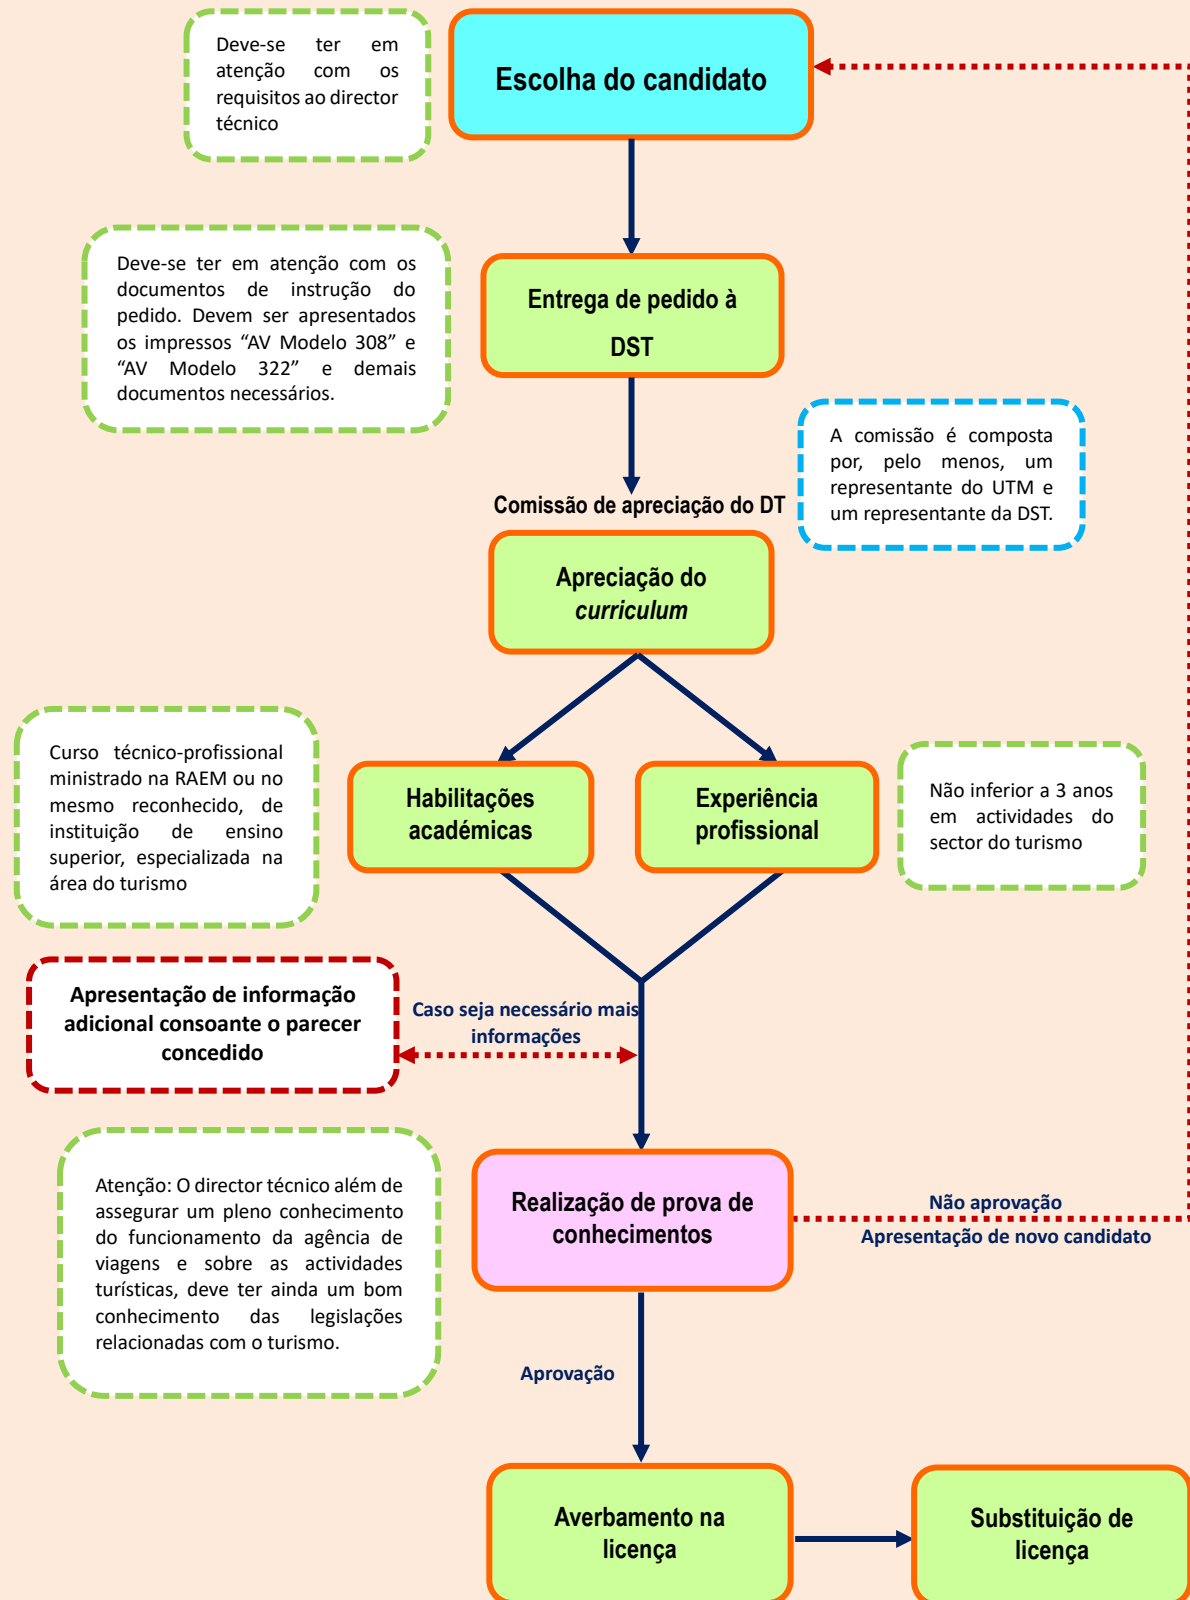 Deve-se ter em
atenção com os
requisitos ao director
técnico
Escolha do candidato
Deve-se ter em atenção com os
documentos de instrução do
pedido. Devem ser apresentados
os impressos “AV Modelo 308” e
“AV Modelo 322” e demais
documentos necessários.
Entrega de pedido à
DST
A comissão é composta
por, pelo menos, um
representante do UTM e
um representante da DST.
Comissão de apreciação do DT
Apreciação do
curriculum
Curso técnico-profissional
ministrado na RAEM ou no
mesmo reconhecido, de
instituição de ensino
superior, especializada na
área do turismo
Habilitações
académicas
Experiência
profissional
Não inferior a 3 anos
em actividades do
sector do turismo
Apresentação de informação
adicional consoante o parecer
concedido
Caso seja necessário mais
informações
Atenção: O director técnico além de
assegurar um pleno conhecimento
do funcionamento da agência de
viagens e sobre as actividades
turísticas, deve ter ainda um bom
conhecimento das legislações
relacionadas com o turismo.
Realização de prova de
conhecimentos
Não aprovação
Apresentação de novo candidato
Aprovação
Averbamento na
licença
Substituição de
licença